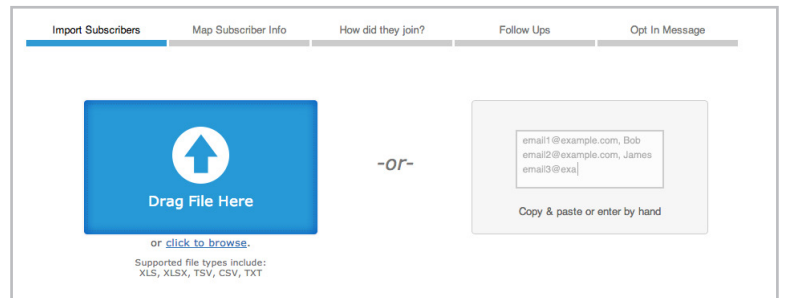 Import Subscribers Map Subscriber Info How did they join? Follow Ups Opt In Message
Drag File Here
or click to browse.
Supported file types include:
XLS, XLSX, TSV, CSV, TXT
-or-
email1@example.com, Bob
email2@example.com, James
email3@exa
Copy & paste or enter by hand